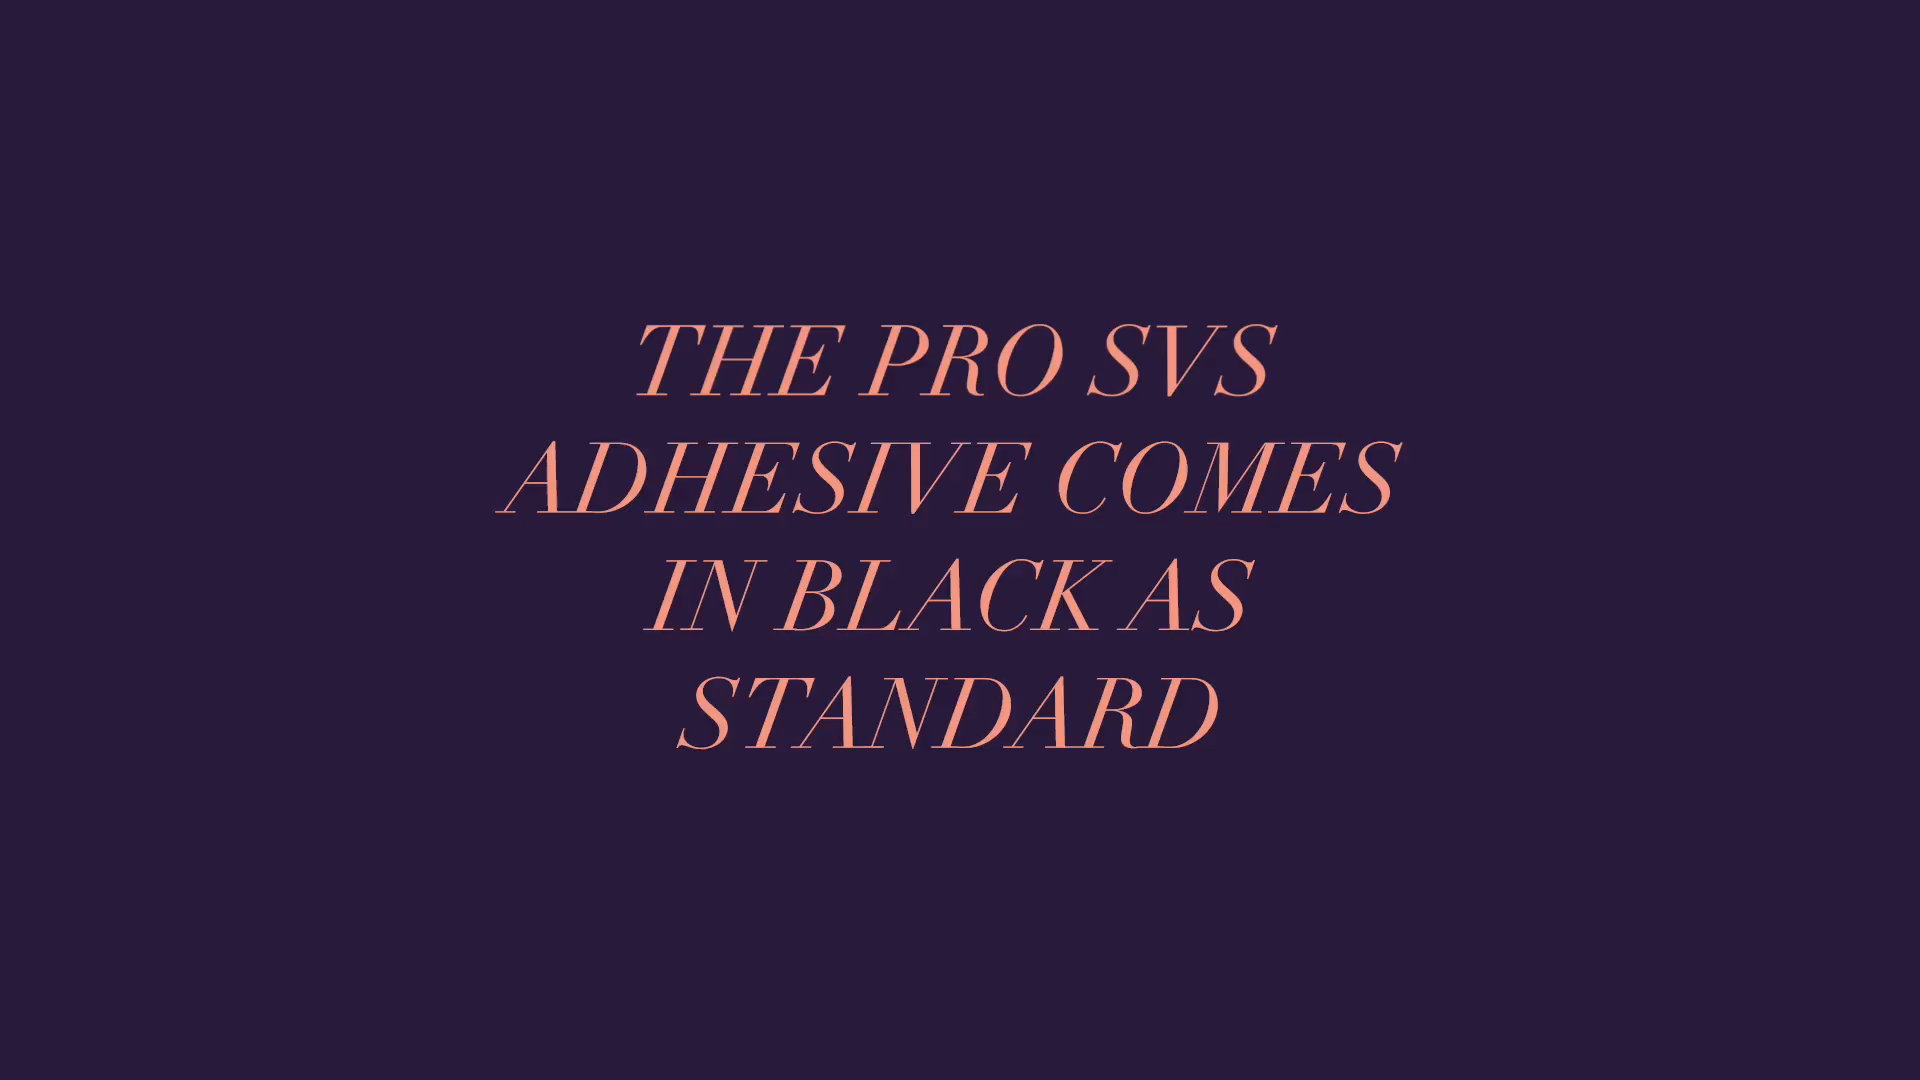 THE PRO SVS
ADHESIVE COMES
IN BLACK AS
STANDARD